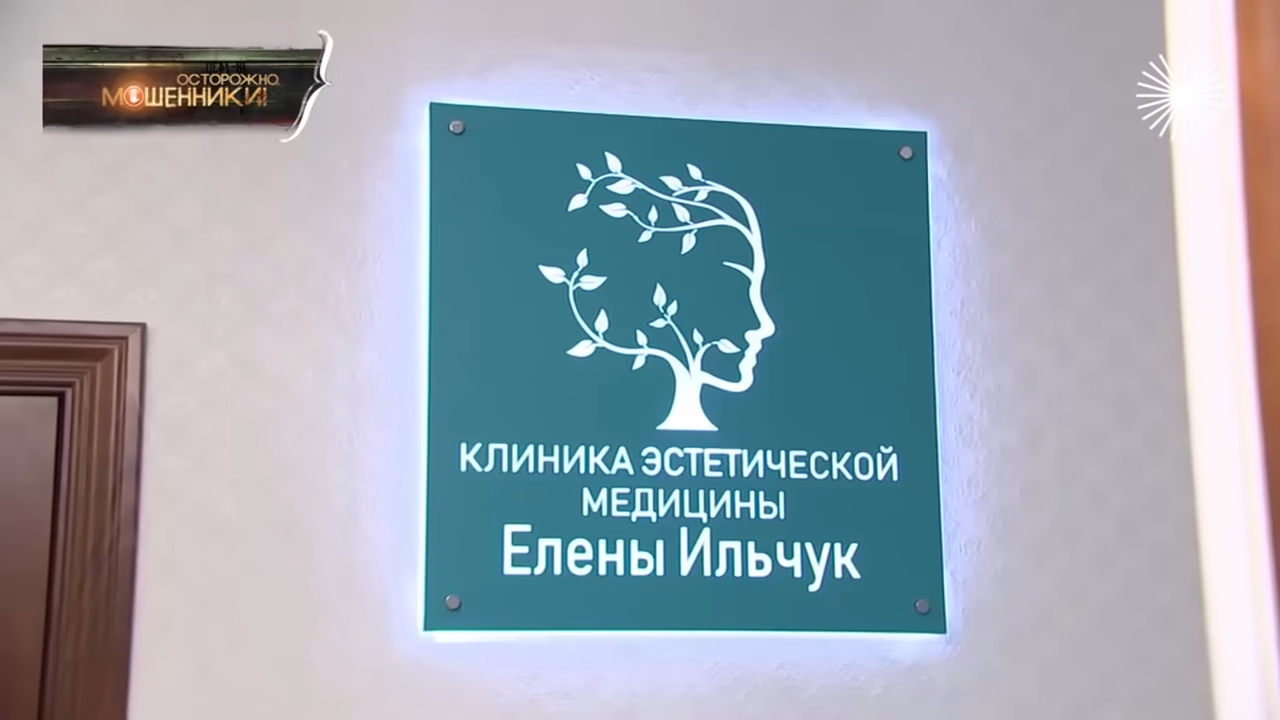 ОСТОРОЖНО,
МОШЕННИКИ!
КЛИНИКА ЭСТЕТИЧЕСКОЙ
МЕДИЦИНЫ
Елены Ильчук